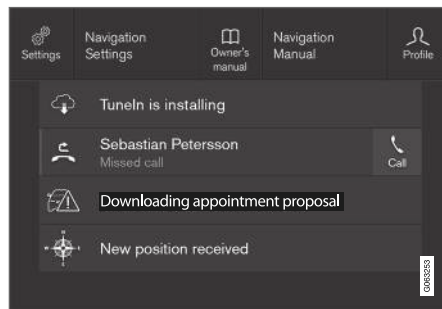 Settings
Navigation
Settings
Owner's
manual
Navigation
Manual
Profile
TuneIn is installing
Sebastian Petersson
Missed call
Call
Downloading appointment proposal
New position received
G063253